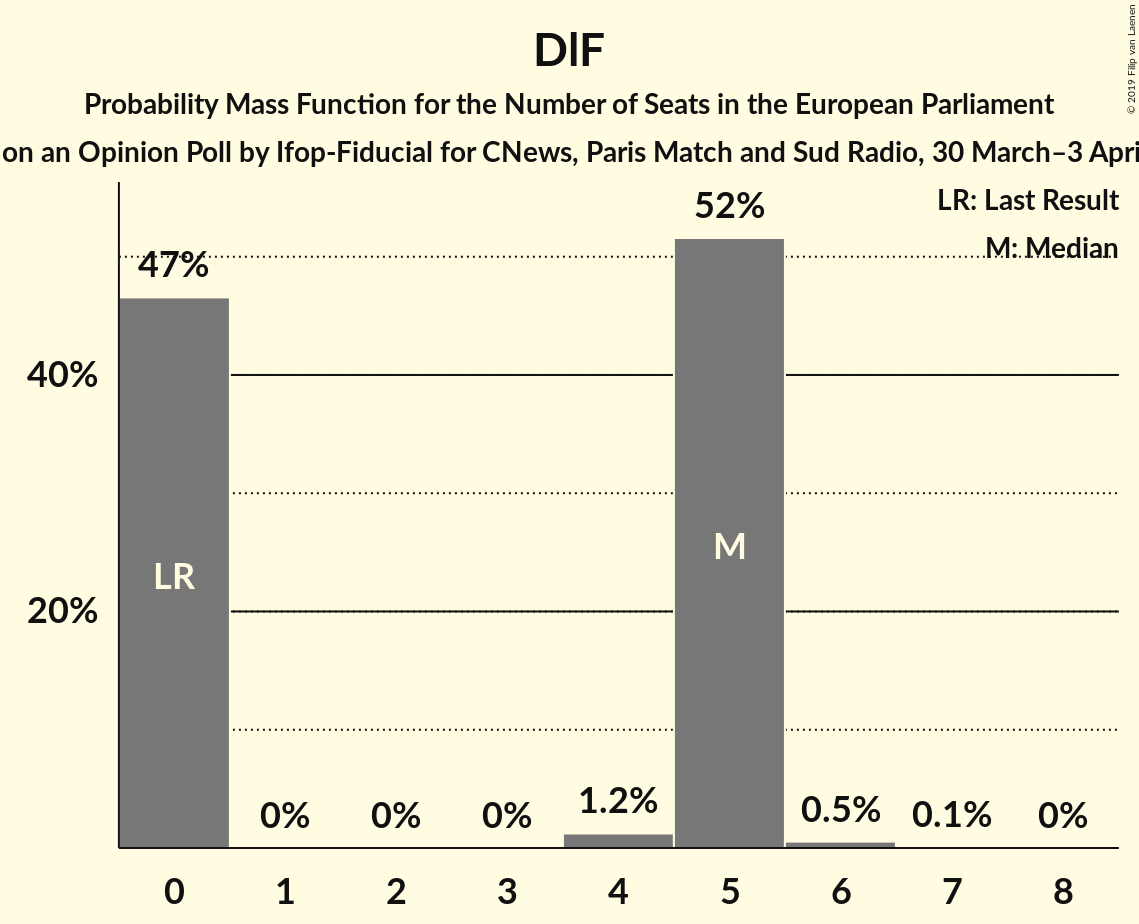 DlF
Probability Mass Function for the Number of Seats in the European Parliament
on an Opinion Poll by Ifop-Fiducial for CNews, Paris Match and Sud Radio, 30 March–3 Apri
© 2019 Filip van Laenen
LR: Last Result
M: Median
52%
47%
40%
20%
LR
M
0%
0%
0%
1.2%
0.5%
0.1%
0%
0
1
2
3
4
5
6
7
8